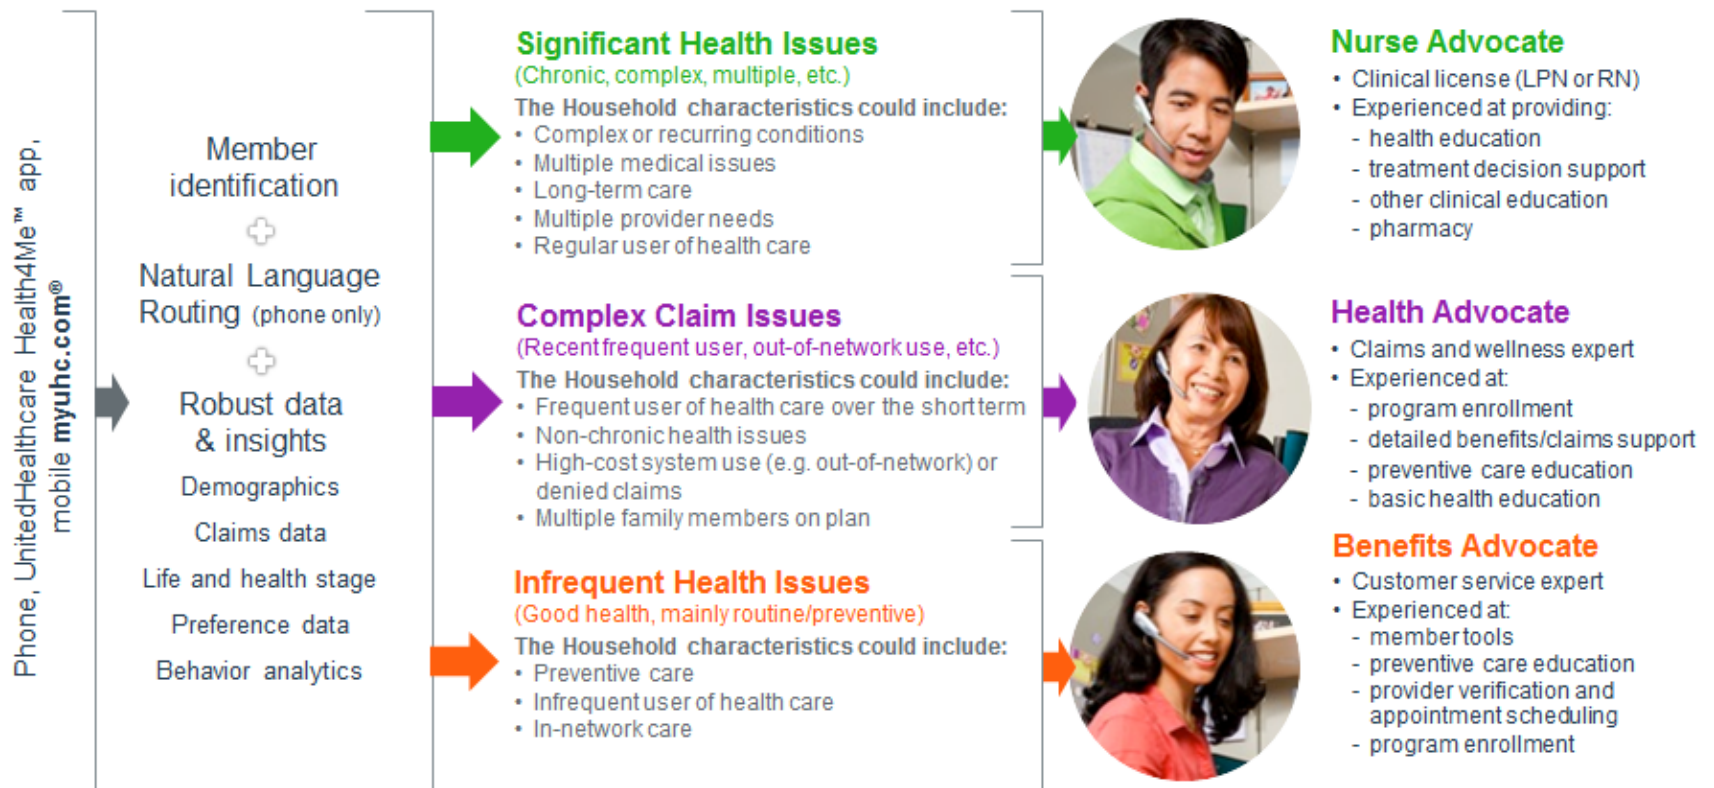 Phone, UnitedHealthcare Health4Me™ app,
mobile myuhc.com®
Member
identification
Natural Language
Routing (phone only)
Robust data
& insights
Demographics
Claims data
Life and health stage
Preference data
Behavior analytics
Significant Health Issues
(Chronic, complex, multiple, etc.)
The Household characteristics could include:
• Complex or recurring conditions
• Multiple medical issues
• Long-term care
• Multiple provider needs
• Regular user of health care
Nurse Advocate
• Clinical license (LPN or RN)
• Experienced at providing:
- health education
- treatment decision support
- other clinical education
- pharmacy
Complex Claim Issues
(Recent frequent user, out-of-network use, etc.)
The Household characteristics could include:
• Frequent user of health care over the short term
• Non-chronic health issues
• High-cost system use (e.g. out-of-network) or
denied claims
• Multiple family members on plan
Health Advocate
• Claims and wellness expert
• Experienced at:
- program enrollment
- detailed benefits/claims support
- preventive care education
- basic health education
Infrequent Health Issues
(Good health, mainly routine/preventive)
The Household characteristics could include:
• Preventive care
• Infrequent user of health care
• In-network care
Benefits Advocate
• Customer service expert
• Experienced at:
- member tools
- preventive care education
- provider verification and
appointment scheduling
- program enrollment